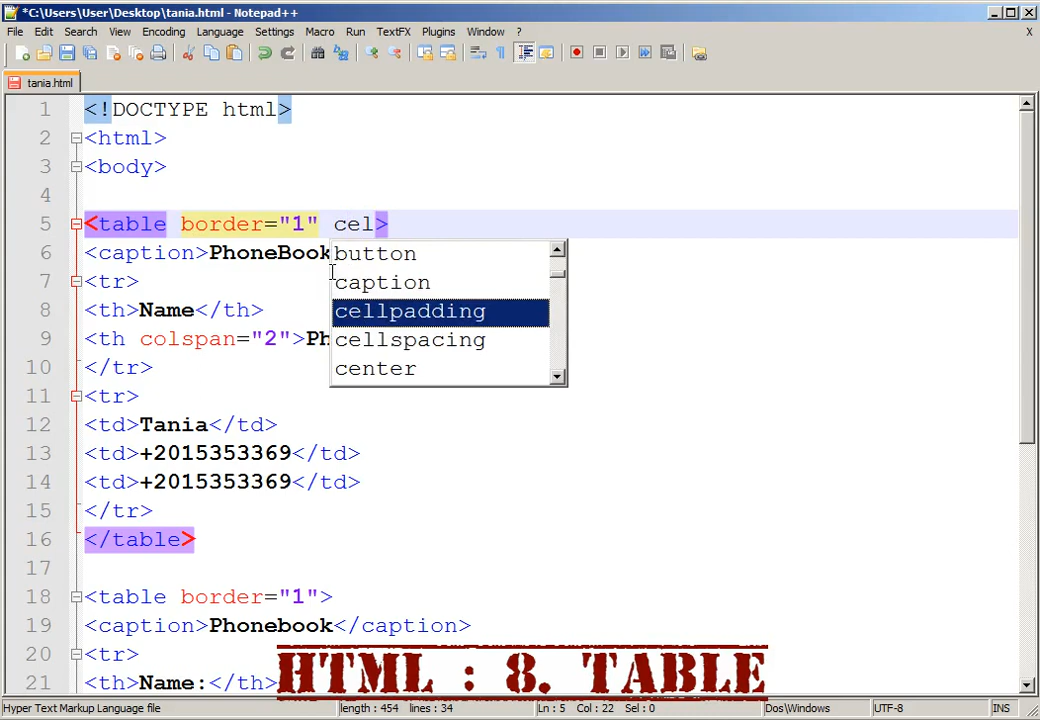 *C:\Users\User\Desktop\tania.html - Notepad++
File Edit Search View Encoding Language Settings Macro Run TextFX Plugins Window ? X
tania.html
1 <!DOCTYPE html>
2 <html>
3 <body>
4
5 <table border="1" cel>
6 <caption>PhoneBook
button
7 <tr>
caption
8 <th>Name</th>
cellpadding
9 <th colspan="2">Ph
cellspacing
10 </tr>
center
11 <tr>
12 <td>Tania</td>
13 <td>+2015353369</td>
14 <td>+2015353369</td>
15 </tr>
16 </table>
17
18 <table border="1">
19 <caption>Phonebook</caption>
20 <tr>
21 <th>Name:</th>
HTML : 8. TABLE
Hyper Text Markup Language file length : 454 lines : 34 Ln : 5 Col : 22 Sel : 0 Dos\Windows UTF-8 INS